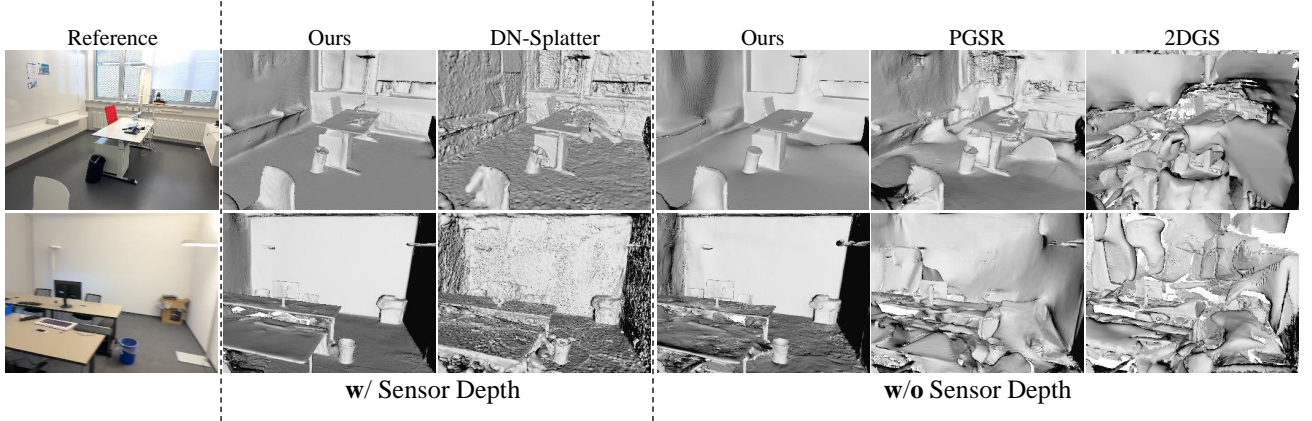 Reference Ours DN-Splatter Ours PGSR 2DGS
w/ Sensor Depth w/o Sensor Depth